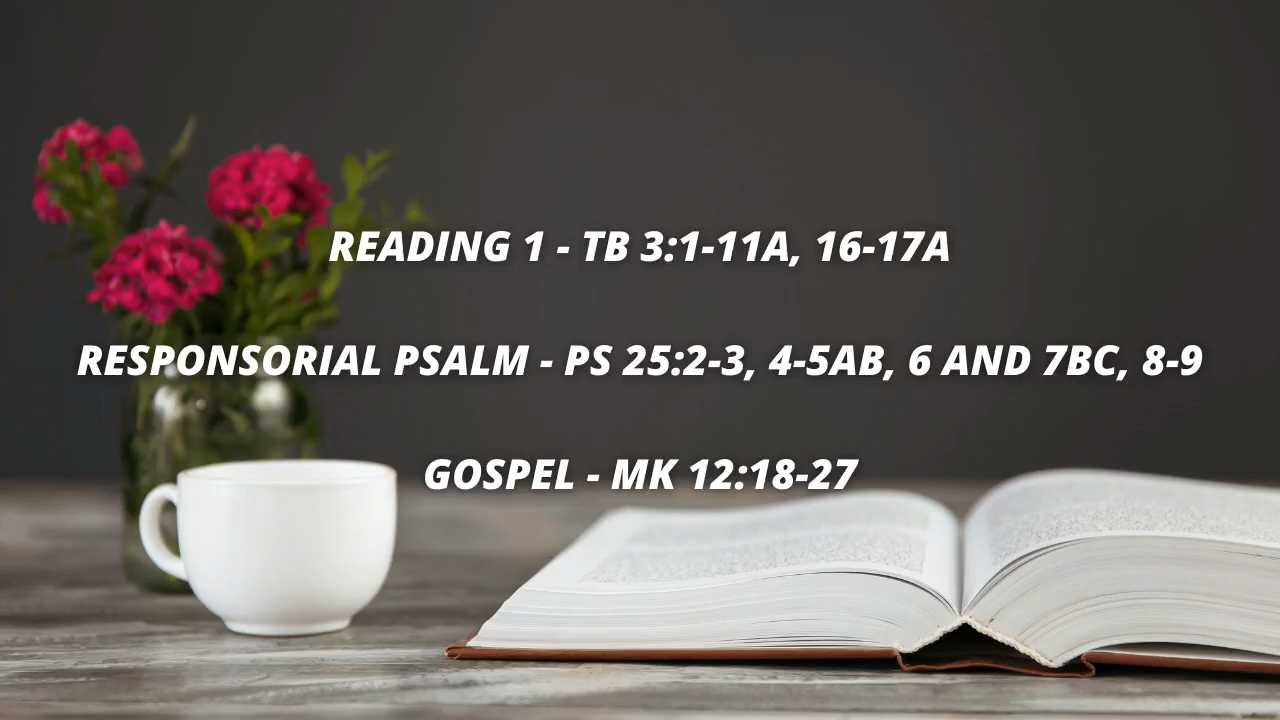 READING 1 - TB 3:1-11A, 16-17A
RESPONSORIAL PSALM - PS 25:2-3, 4-5AB, 6 AND 7BC, 8-9
GOSPEL - MK 12:18-27